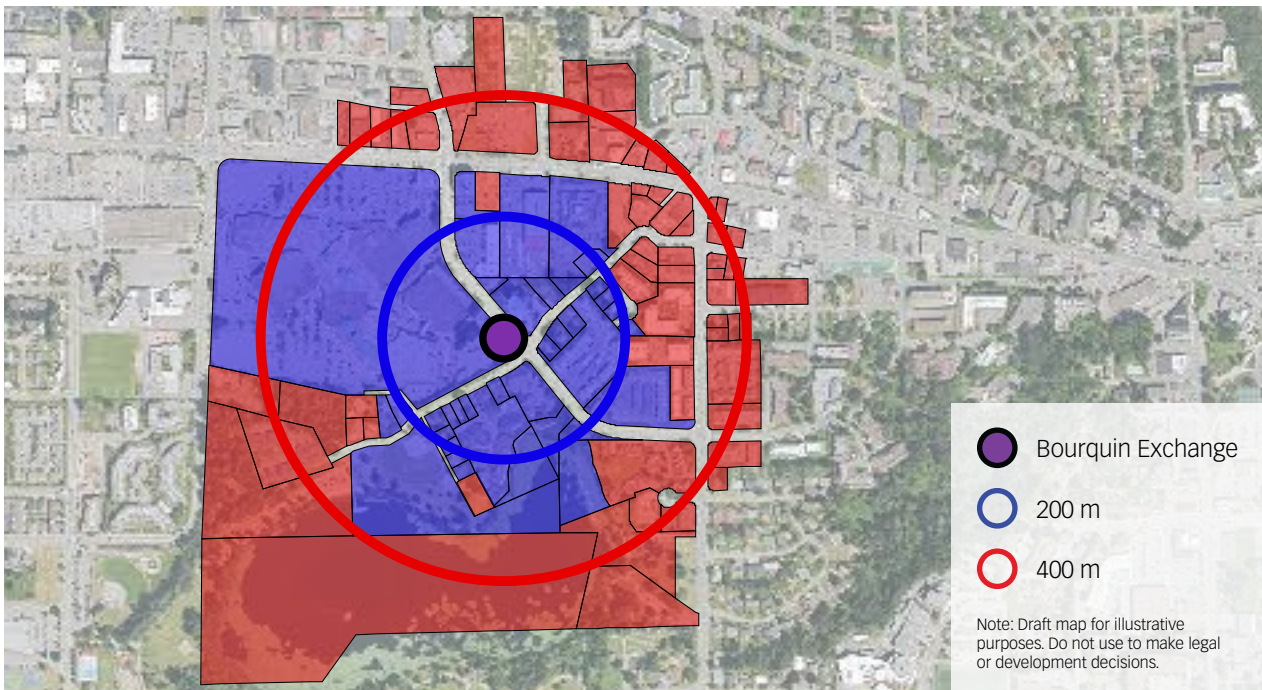 Bourquin Exchange
200 m
400 m
Note: Draft map for illustrative
purposes. Do not use to make legal
or development decisions.